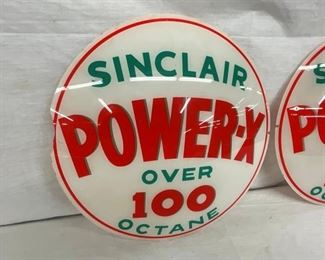 SINCLAIR
POWER-X
OVER
100
OCTANE